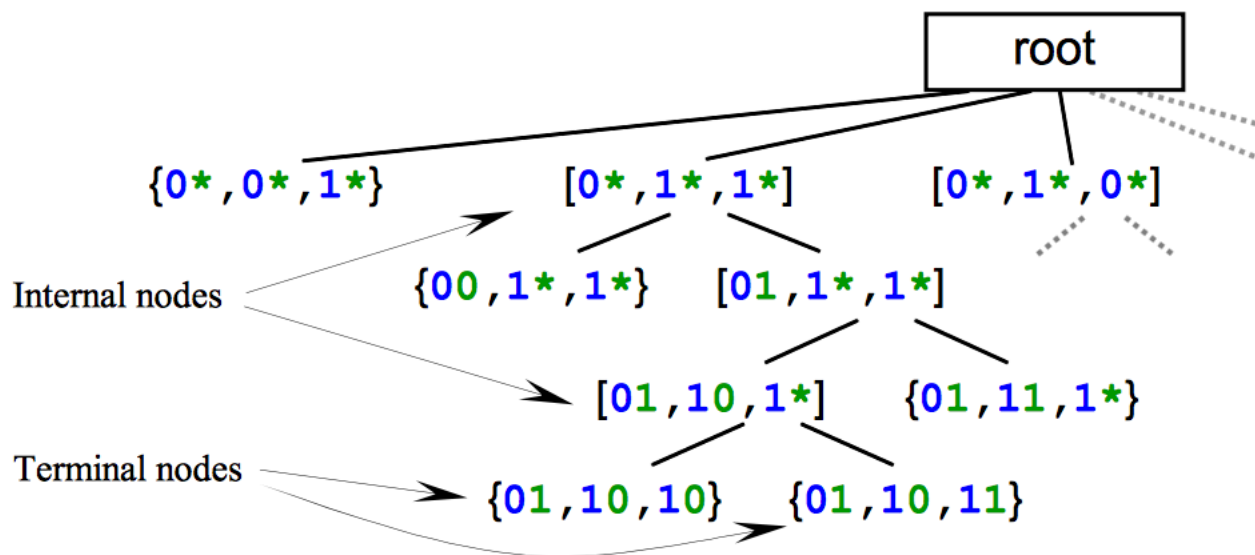 root
{0*,0*,1*} [0*,1*,1*] [0*,1*,0*]
Internal nodes
{00,1*,1*} [01,1*,1*]
[01,10,1*] {01,11,1*}
Terminal nodes
{01,10,10} {01,10,11}